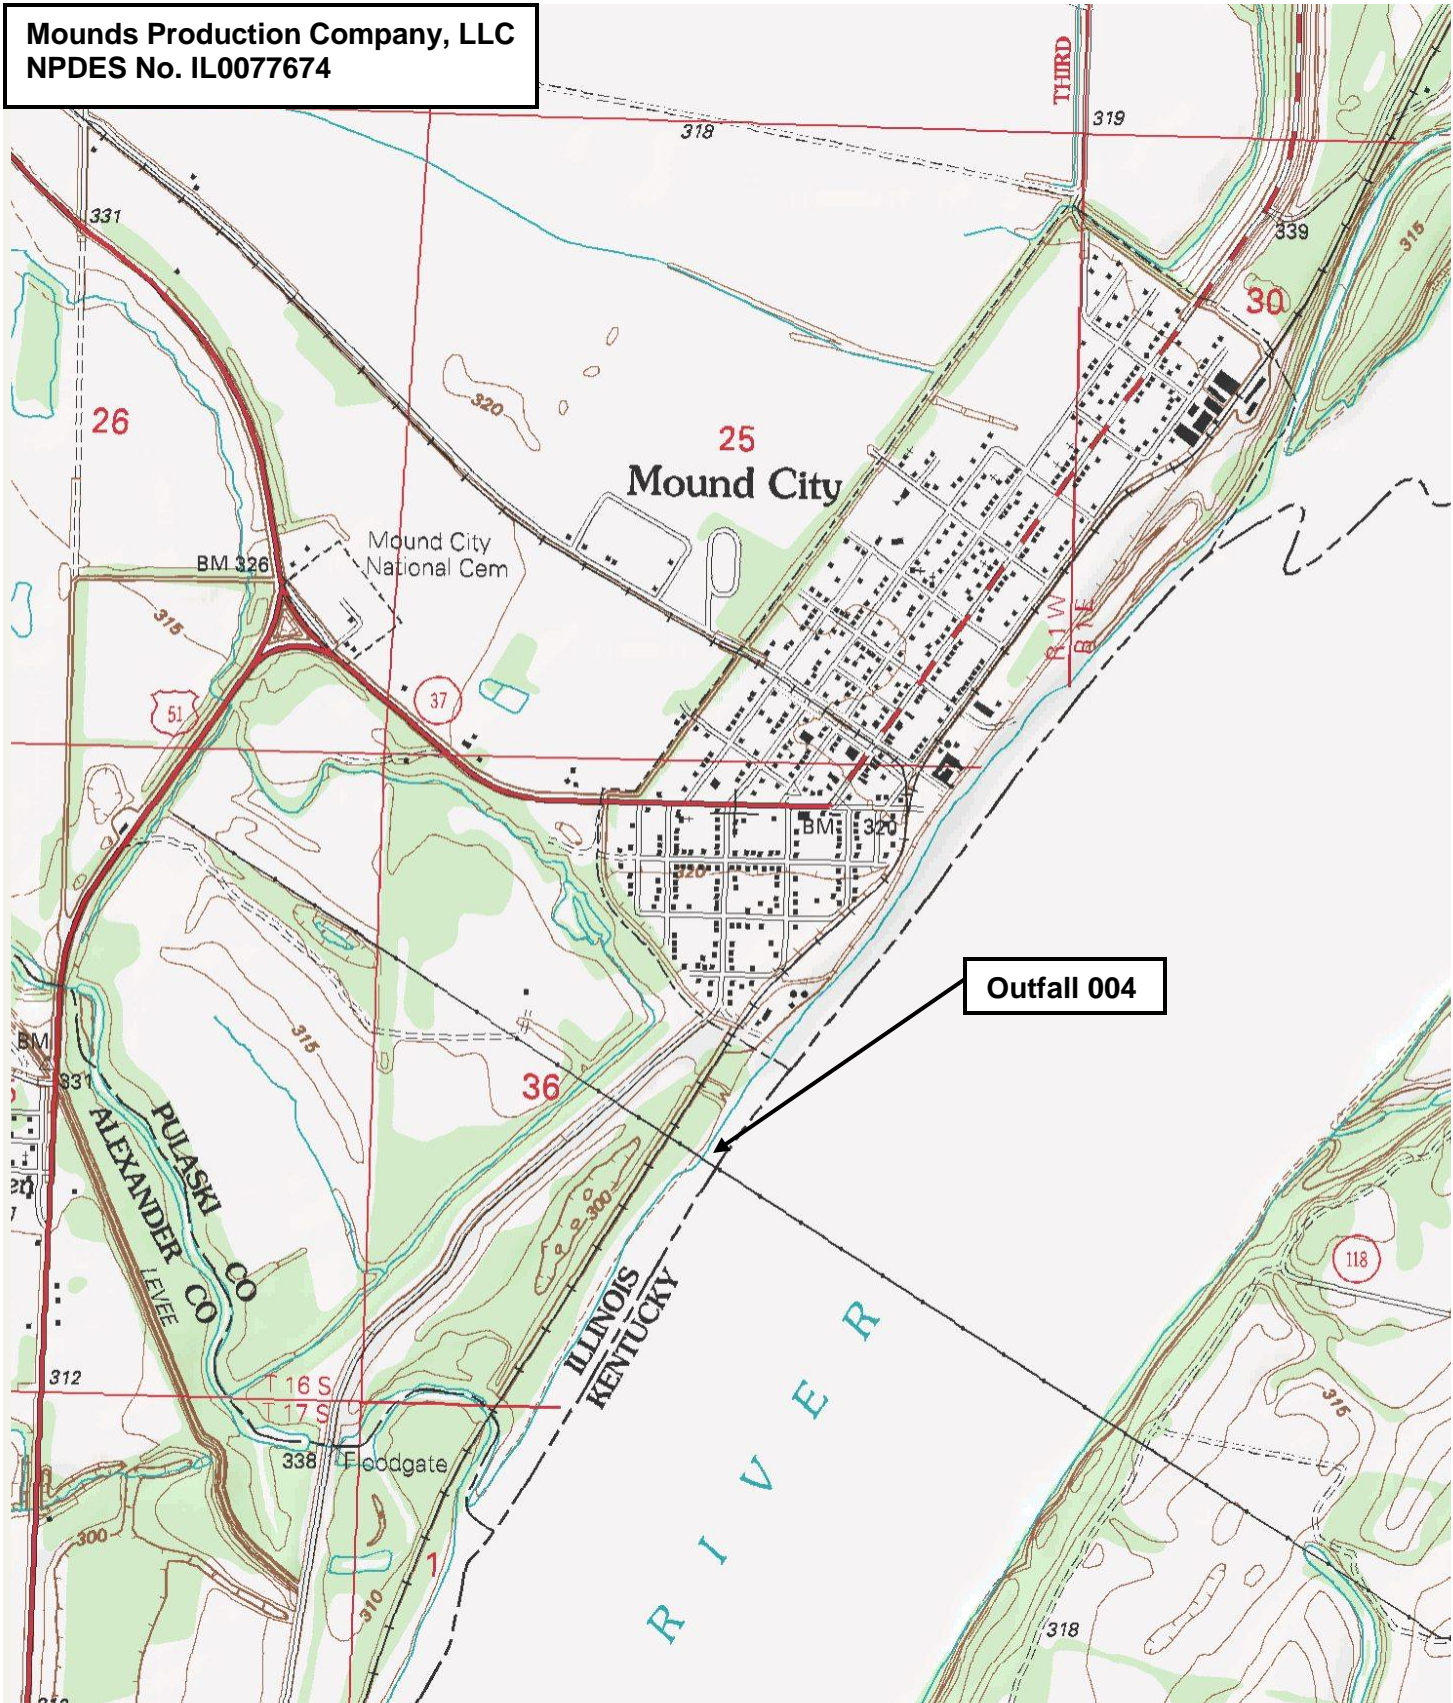 Mounds Production Company, LLC
NPDES No. IL0077674
THIRD
319
318
331
339
315
30
320
26
25
Mound City
Mound City
National Cem
BM 326
315
R 1 W
R 1 E
37
51
BM 320
320
Outfall 004
315
BM
331
36
PULASKI CO
ALEXANDER CO
LEVEE
300
ILLINOIS
KENTUCKY
118
312
T 16 S
T 17 S
RIVER
315
338
Floodgate
300
1
310
318